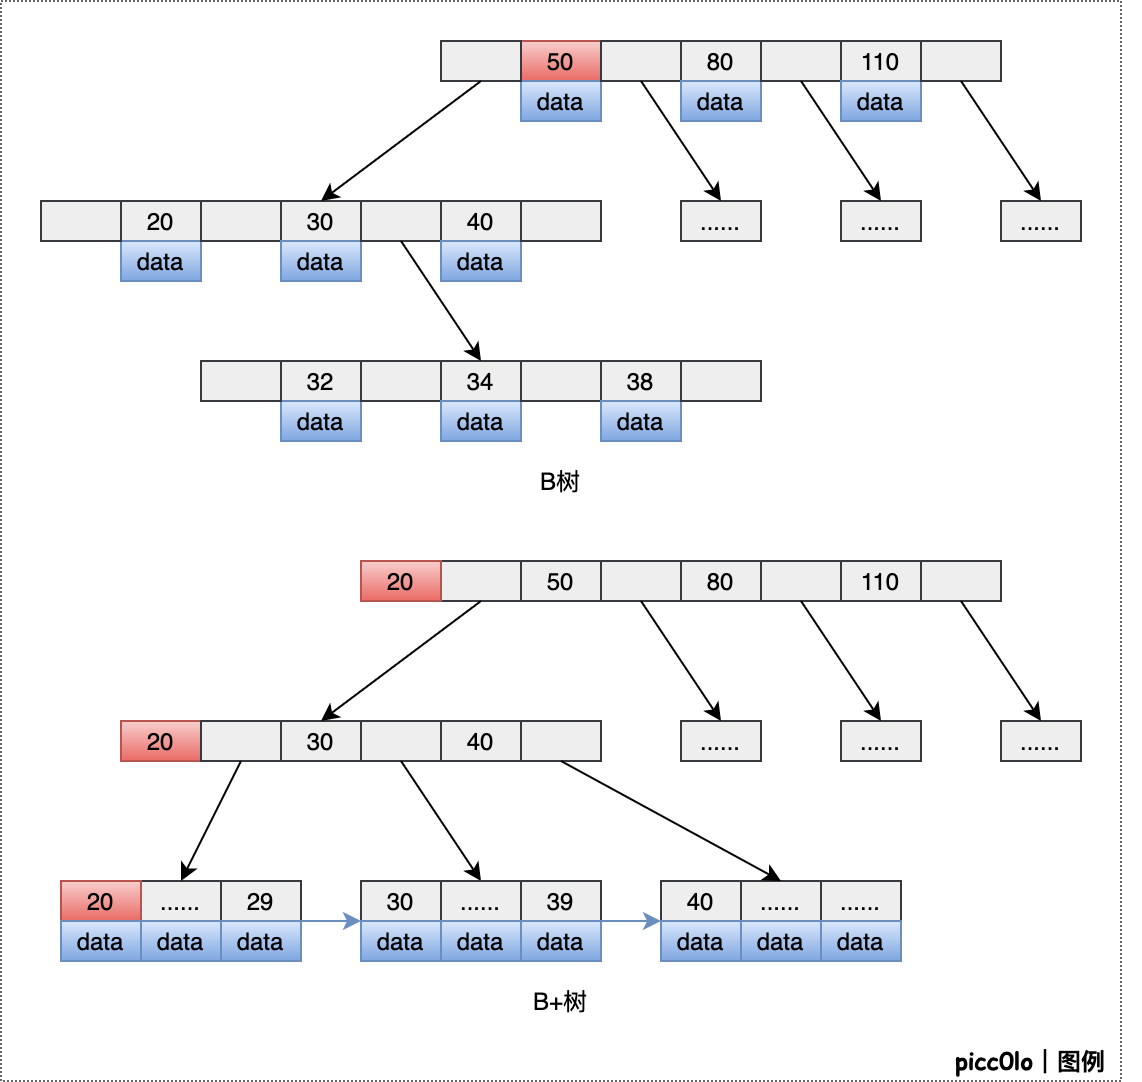 50 80 110
data data data
20 30 40 ...... ...... ......
data data data
32 34 38
data data data
B树
20 50 80 110
20 30 40 ...... ...... ......
20 ...... 29 30 ...... 39 40 ...... ......
data data data data data data data data data
B+树
picc0lo | 图例